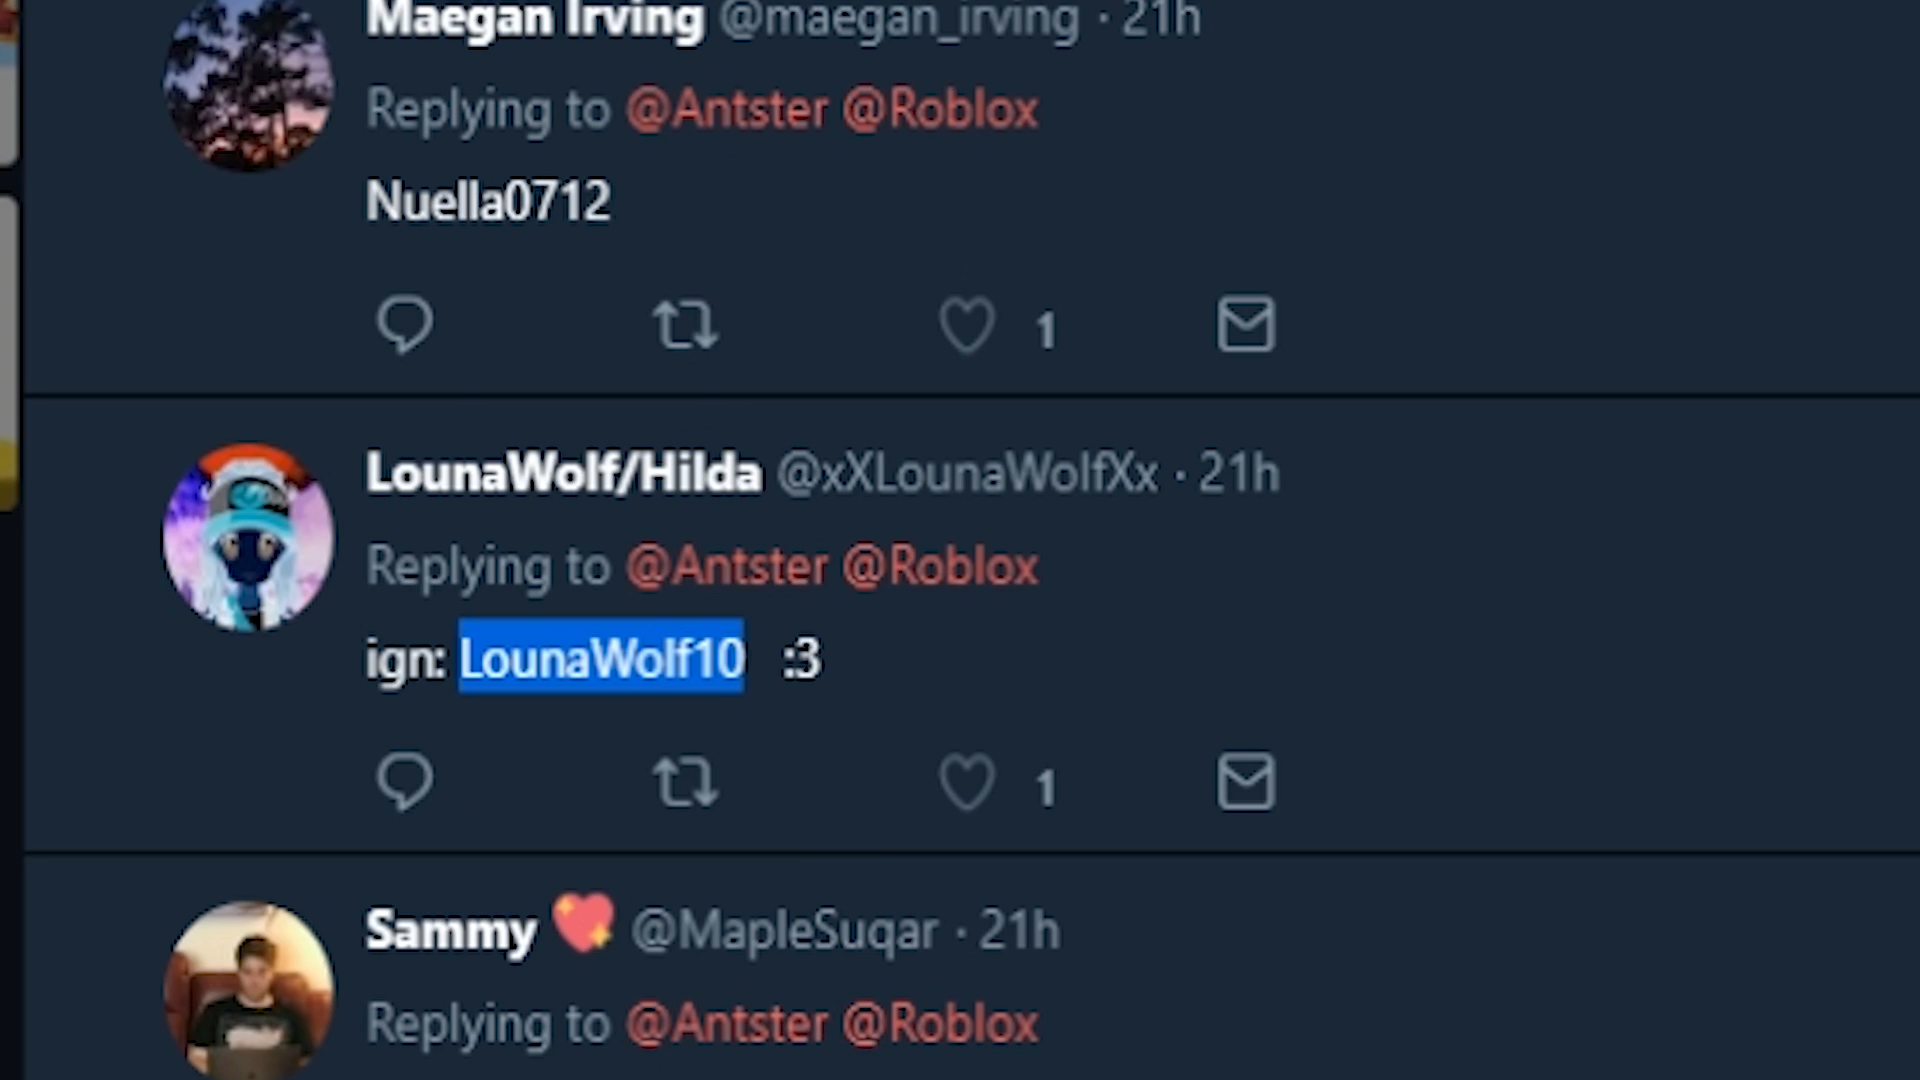 Maegan Irving @maegan_irving · 21h
Replying to @Antster @Roblox
Nuella0712
1
LounaWolf/Hilda @xXLounaWolfXx · 21h
Replying to @Antster @Roblox
ign: LounaWolf10 :3
1
Sammy 💖 @MapleSuqar · 21h
Replying to @Antster @Roblox